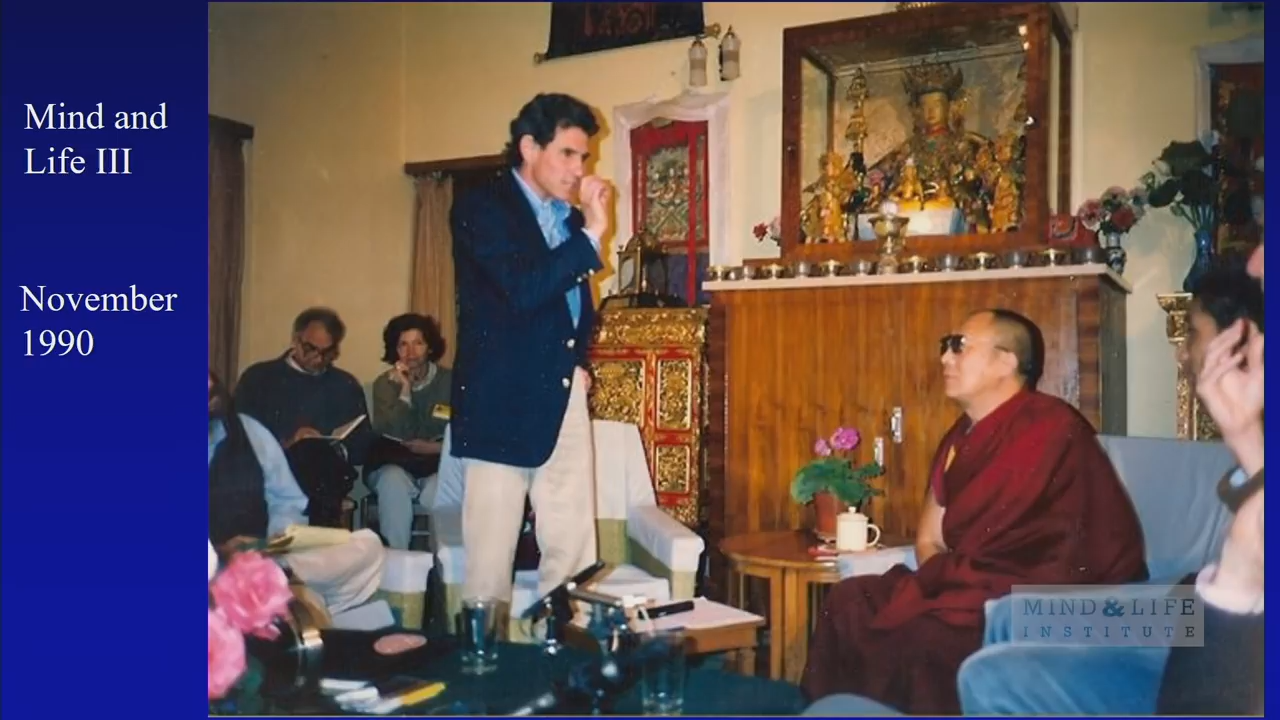 Mind and
Life III
November
1990
MIND&LIFE
INSTITUTE